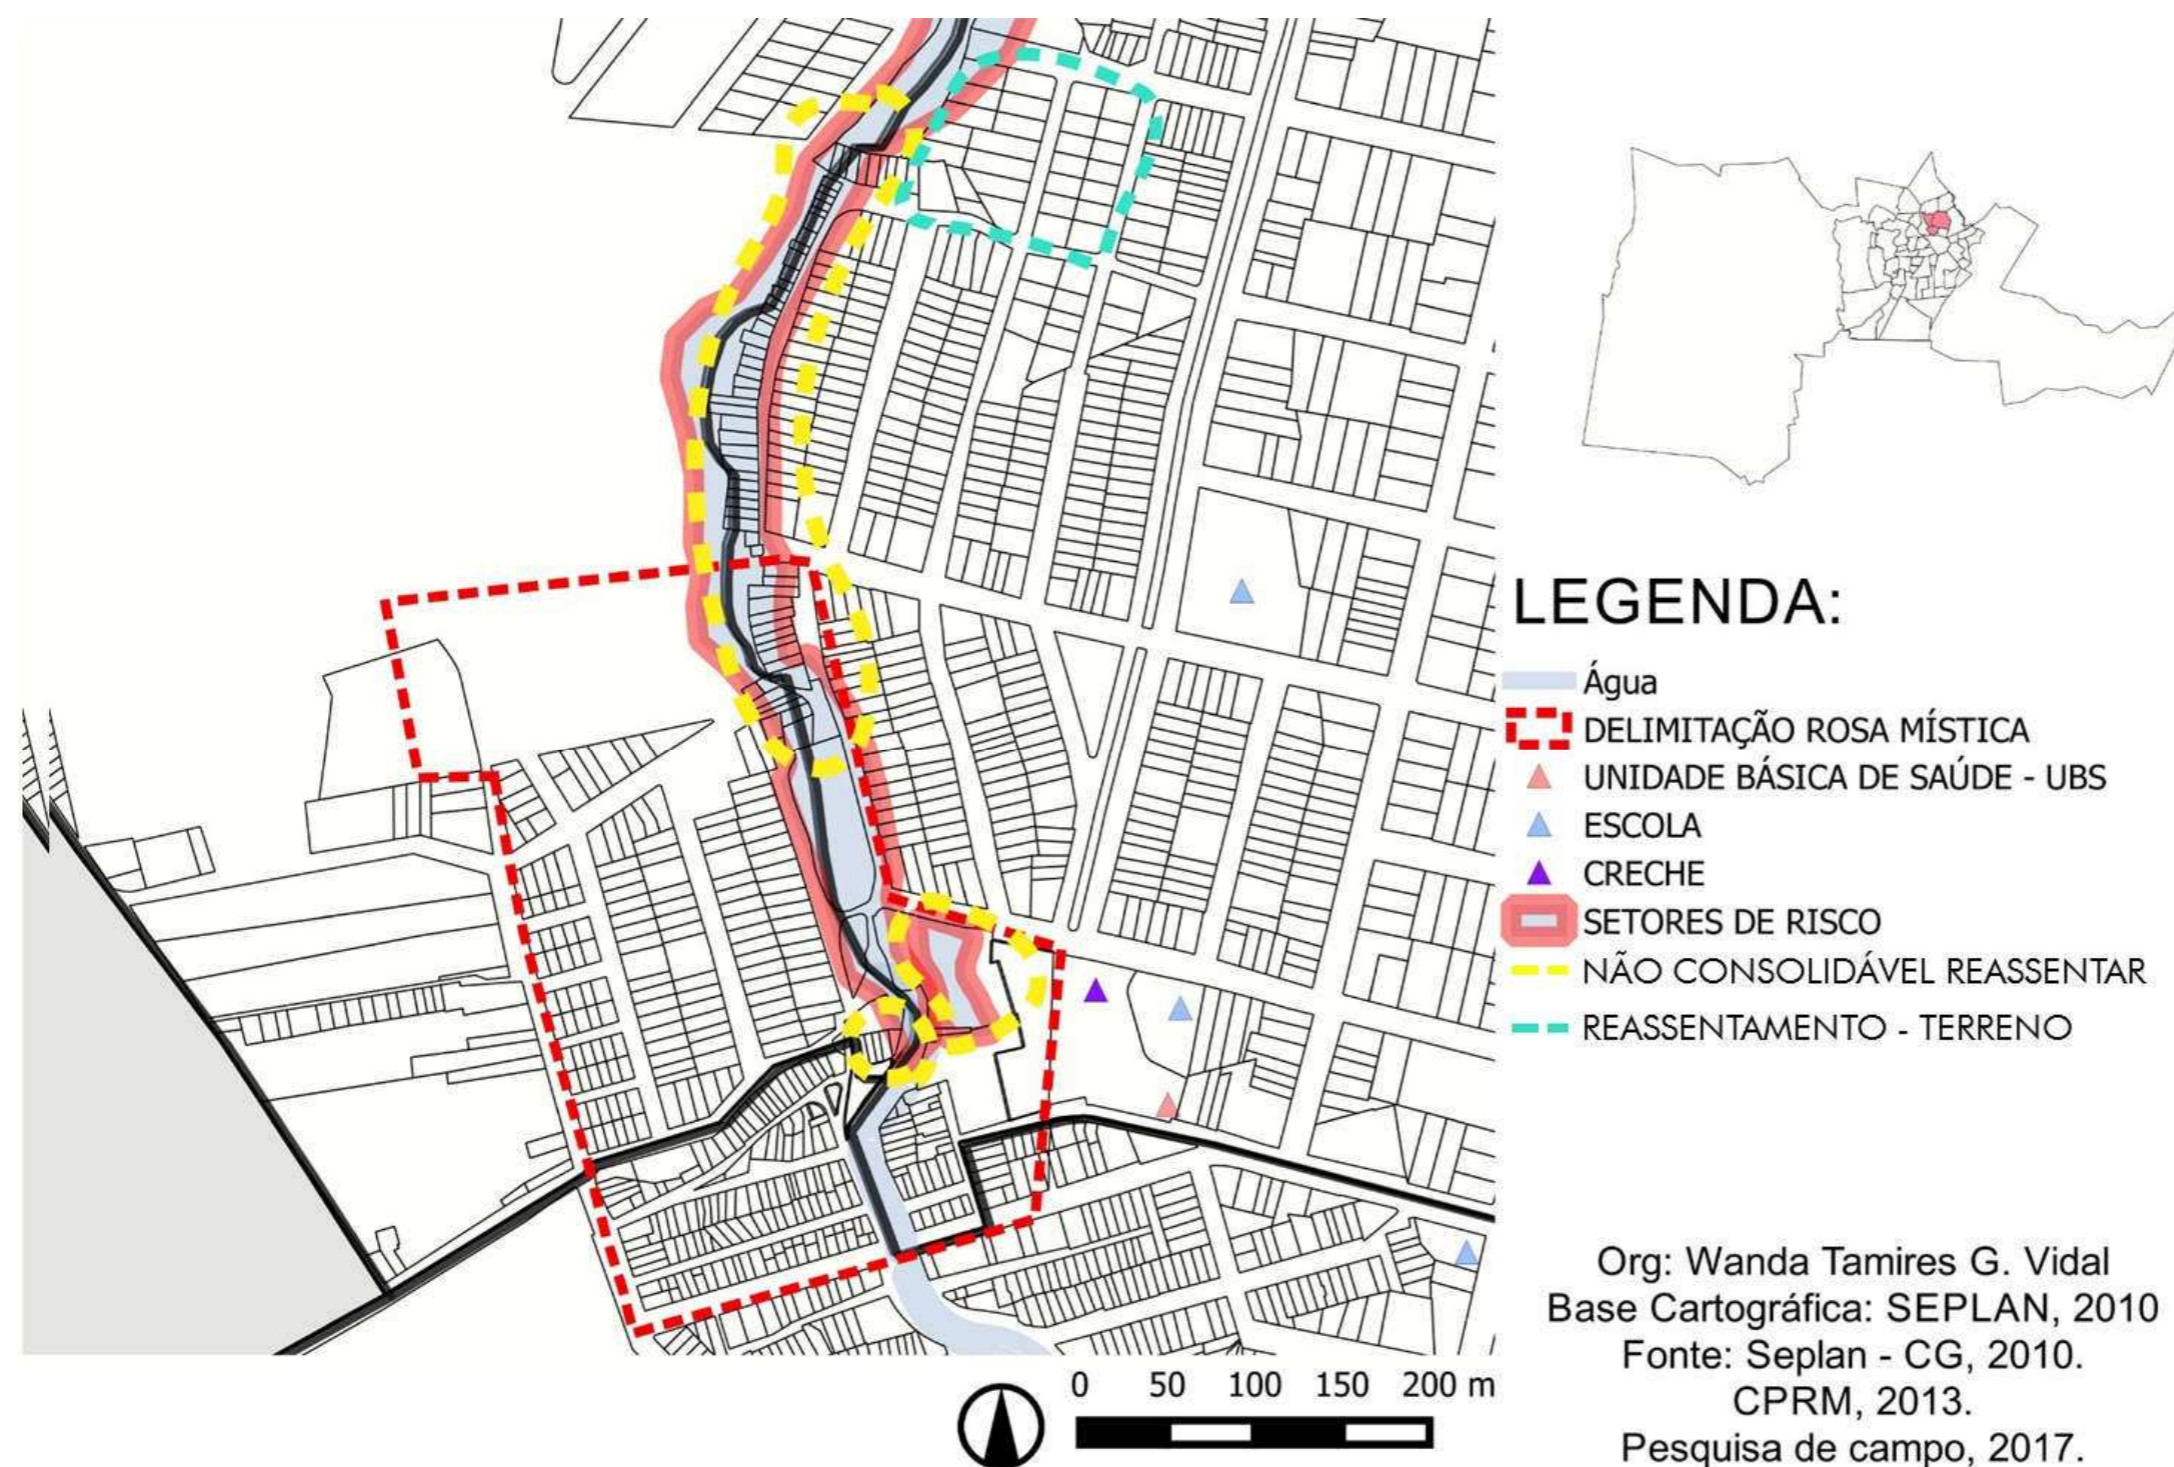 LEGENDA:
Água
DELIMITAÇÃO ROSA MÍSTICA
UNIDADE BÁSICA DE SAÚDE - UBS
ESCOLA
CRECHE
SETORES DE RISCO
NÃO CONSOLIDÁVEL REASSENTAR
REASSENTAMENTO - TERRENO
Org: Wanda Tamires G. Vidal
Base Cartográfica: SEPLAN, 2010
Fonte: Seplan - CG, 2010.
CPRM, 2013.
Pesquisa de campo, 2017.
0 50 100 150 200 m